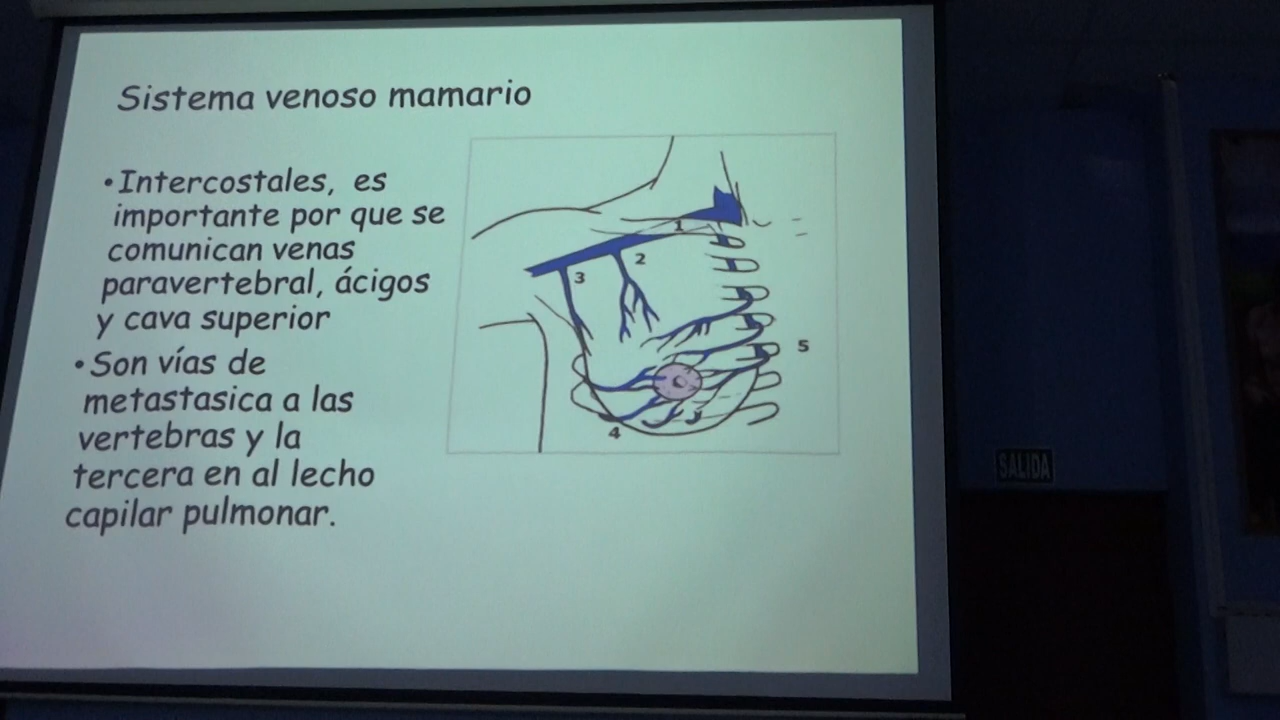 Sistema venoso mamario
•Intercostales, es
importante por que se
comunican venas
paravertebral, ácigos
y cava superior
•Son vías de
metastasica a las
vertebras y la
tercera en al lecho
capilar pulmonar.
1
2
3
5
4
SALIDA